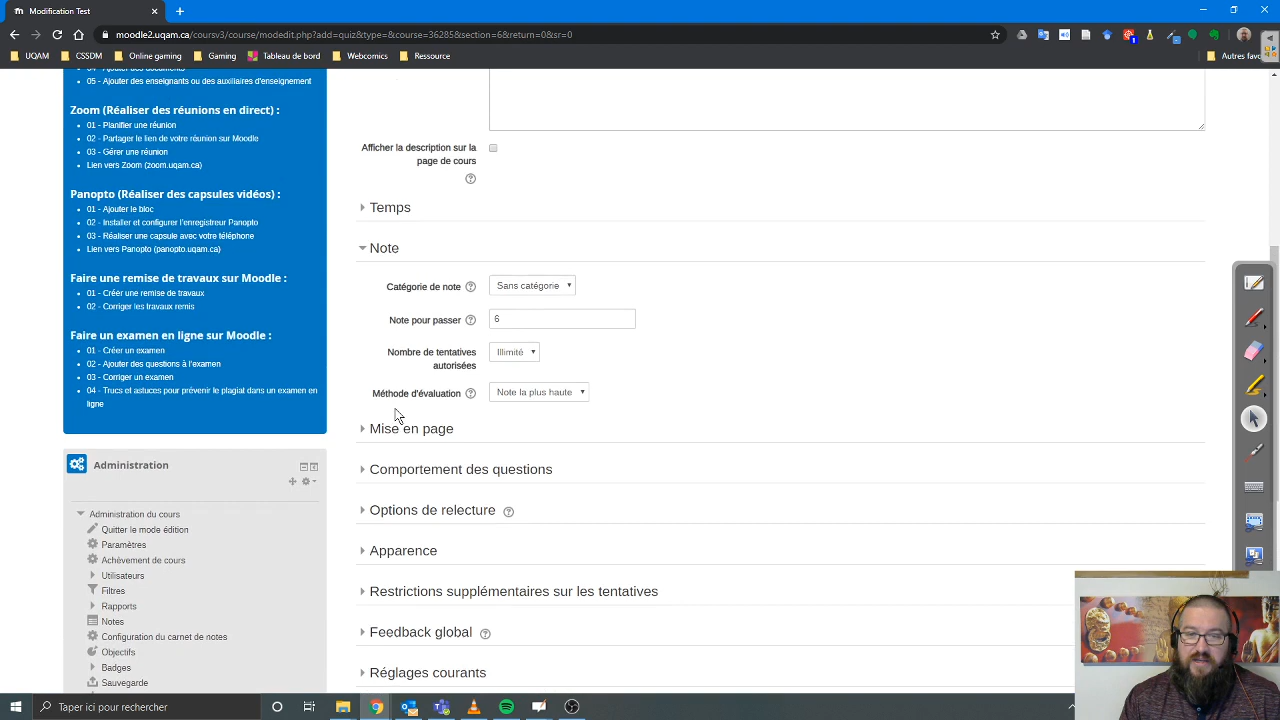 Modification Test
moodle2.uqam.ca/coursv3/course/modedit.php?add=quiz&type=&course=36285&section=6&return=0&sr=0
UQAM
CSSDM
Online gaming
Gaming
Tableau de bord
Webcomics
Ressource
Autres favo
05 - Ajouter des enseignants ou des auxiliaires d'enseignement
Zoom (Réaliser des réunions en direct) :
01 - Planifier une réunion
02 - Partager le lien de votre réunion sur Moodle
03 - Gérer une réunion
Lien vers Zoom (zoom.uqam.ca)
Panopto (Réaliser des capsules vidéos) :
01 - Ajouter le bloc
02 - Installer et configurer l'enregistreur Panopto
03 - Réaliser une capsule avec votre téléphone
Lien vers Panopto (panopto.uqam.ca)
Faire une remise de travaux sur Moodle :
01 - Créer une remise de travaux
02 - Corriger les travaux remis
Faire un examen en ligne sur Moodle :
01 - Créer un examen
02 - Ajouter des questions à l'examen
03 - Corriger un examen
04 - Trucs et astuces pour prévenir le plagiat dans un examen en
ligne
Administration
Administration du cours
Quitter le mode édition
Paramètres
Achèvement de cours
Utilisateurs
Filtres
Rapports
Notes
Configuration du carnet de notes
Objectifs
Badges
Sauvegarde
Afficher la description sur la
page de cours
Temps
Note
Catégorie de note
Sans catégorie
Note pour passer
6
Nombre de tentatives
autorisées
Illimité
Méthode d'évaluation
Note la plus haute
Mise en page
Comportement des questions
Options de relecture
Apparence
Restrictions supplémentaires sur les tentatives
Feedback global
Réglages courants
Taper ici pour rechercher